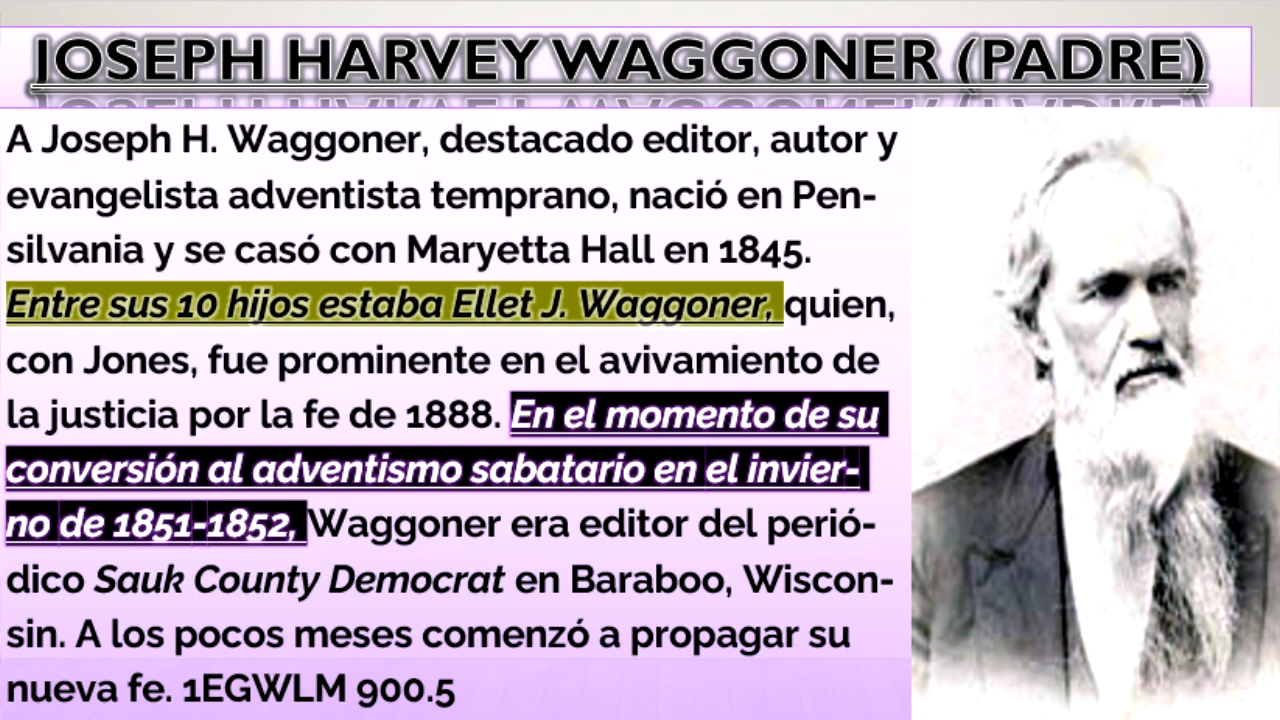 JOSEPH HARVEY WAGGONER (PADRE)
A Joseph H. Waggoner, destacado editor, autor y
evangelista adventista temprano, nació en Pen-
silvania y se casó con Maryetta Hall en 1845.
Entre sus 10 hijos estaba Ellet J. Waggoner, quien,
con Jones, fue prominente en el avivamiento de
la justicia por la fe de 1888. En el momento de su
conversión al adventismo sabatario en el invier-
no de 1851-1852, Waggoner era editor del perió-
dico Sauk County Democrat en Baraboo, Wiscon-
sin. A los pocos meses comenzó a propagar su
nueva fe. 1EGWLM 900.5